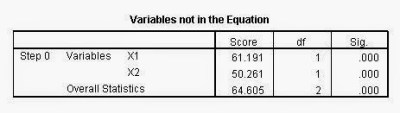 Variables not in the Equation
Score df Sig.
Step 0 Variables X1 61.191 1 .000
X2 50.261 1 .000
Overall Statistics 64.605 2 .000